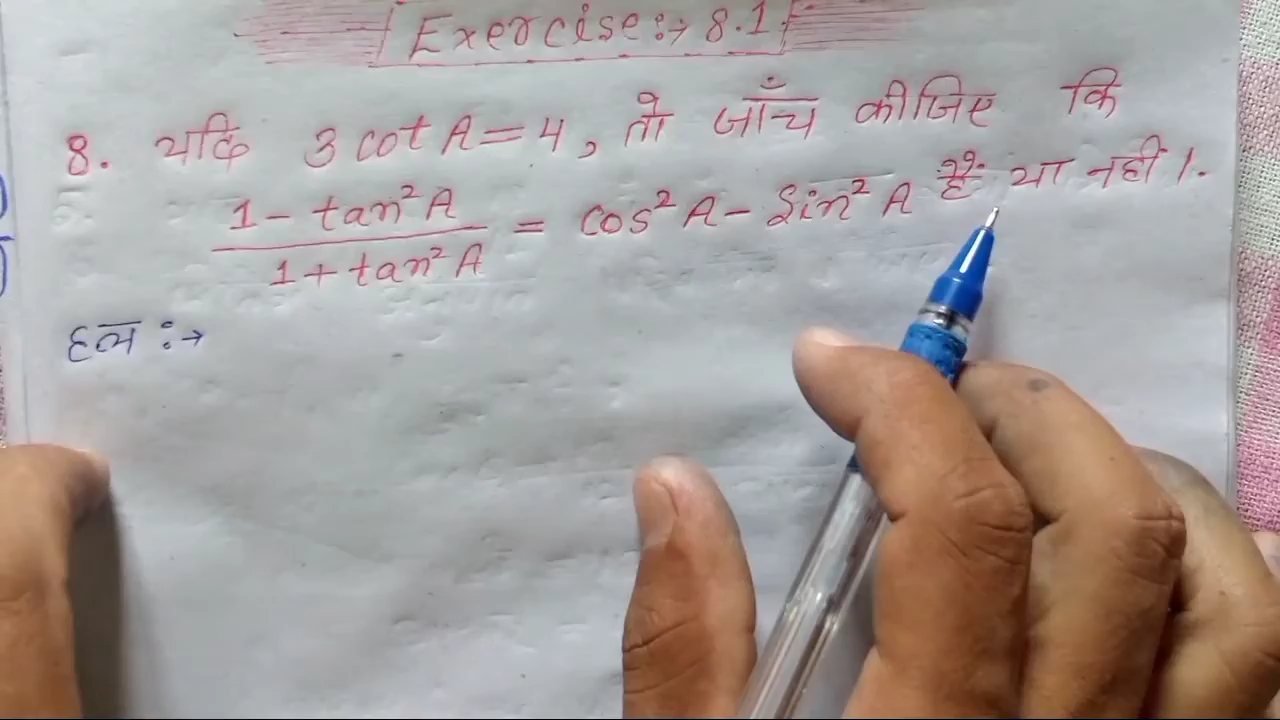 Exercise:→ 8.1
8. यदि 3 cot A = 4, तो जाँच कीजिए कि
1 - tan² A / 1 + tan² A = cos² A - Sin² A है या नहीं।.
हल :→